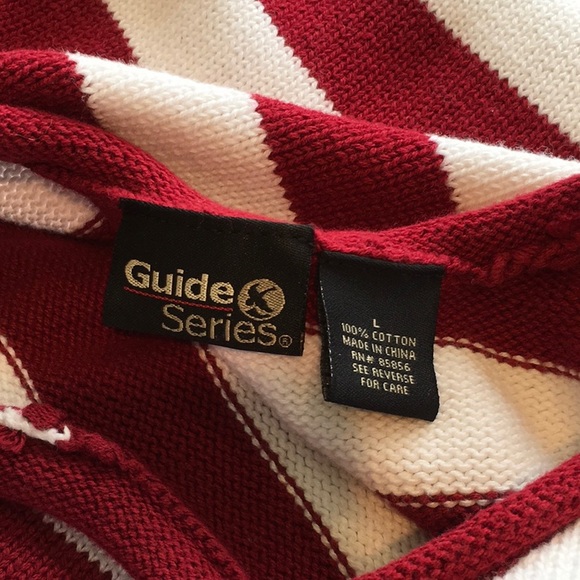 Guide
Series®
L
100% COTTON
MADE IN CHINA
RN# 85856
SEE REVERSE
FOR CARE